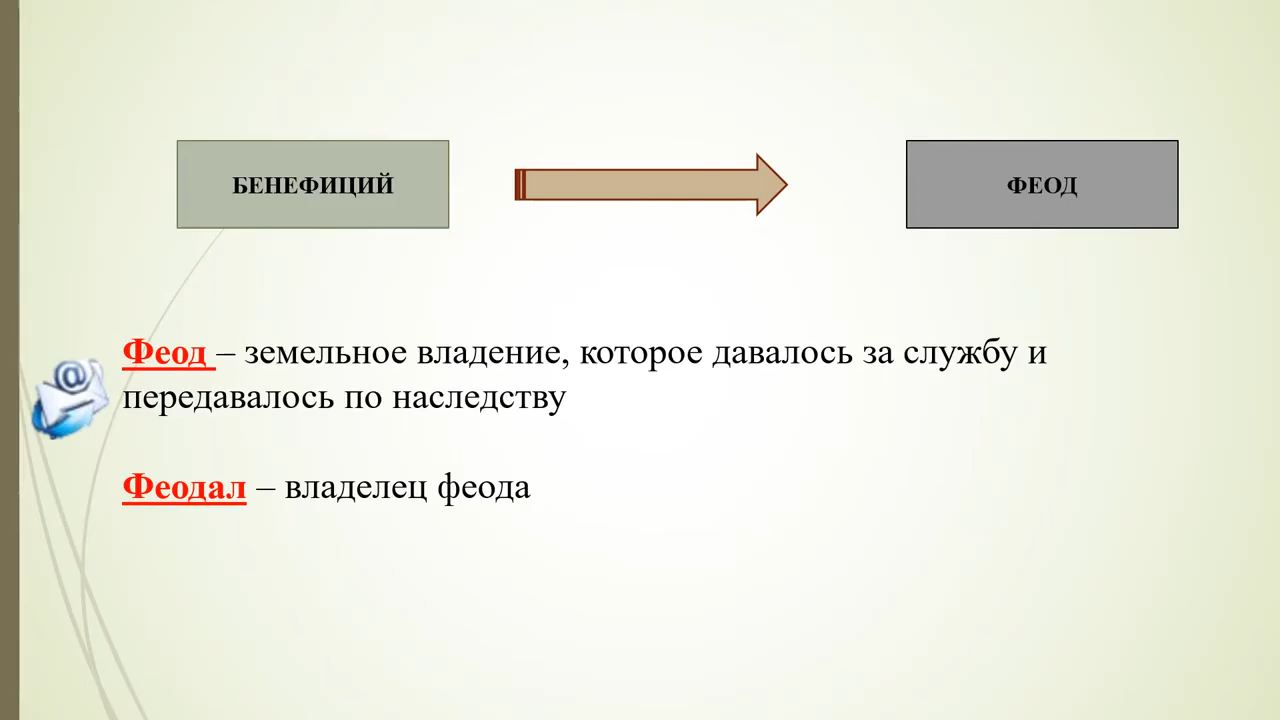 БЕНЕФИЦИЙ
ФЕОД
Феод – земельное владение, которое давалось за службу и
передавалось по наследству
Феодал – владелец феода